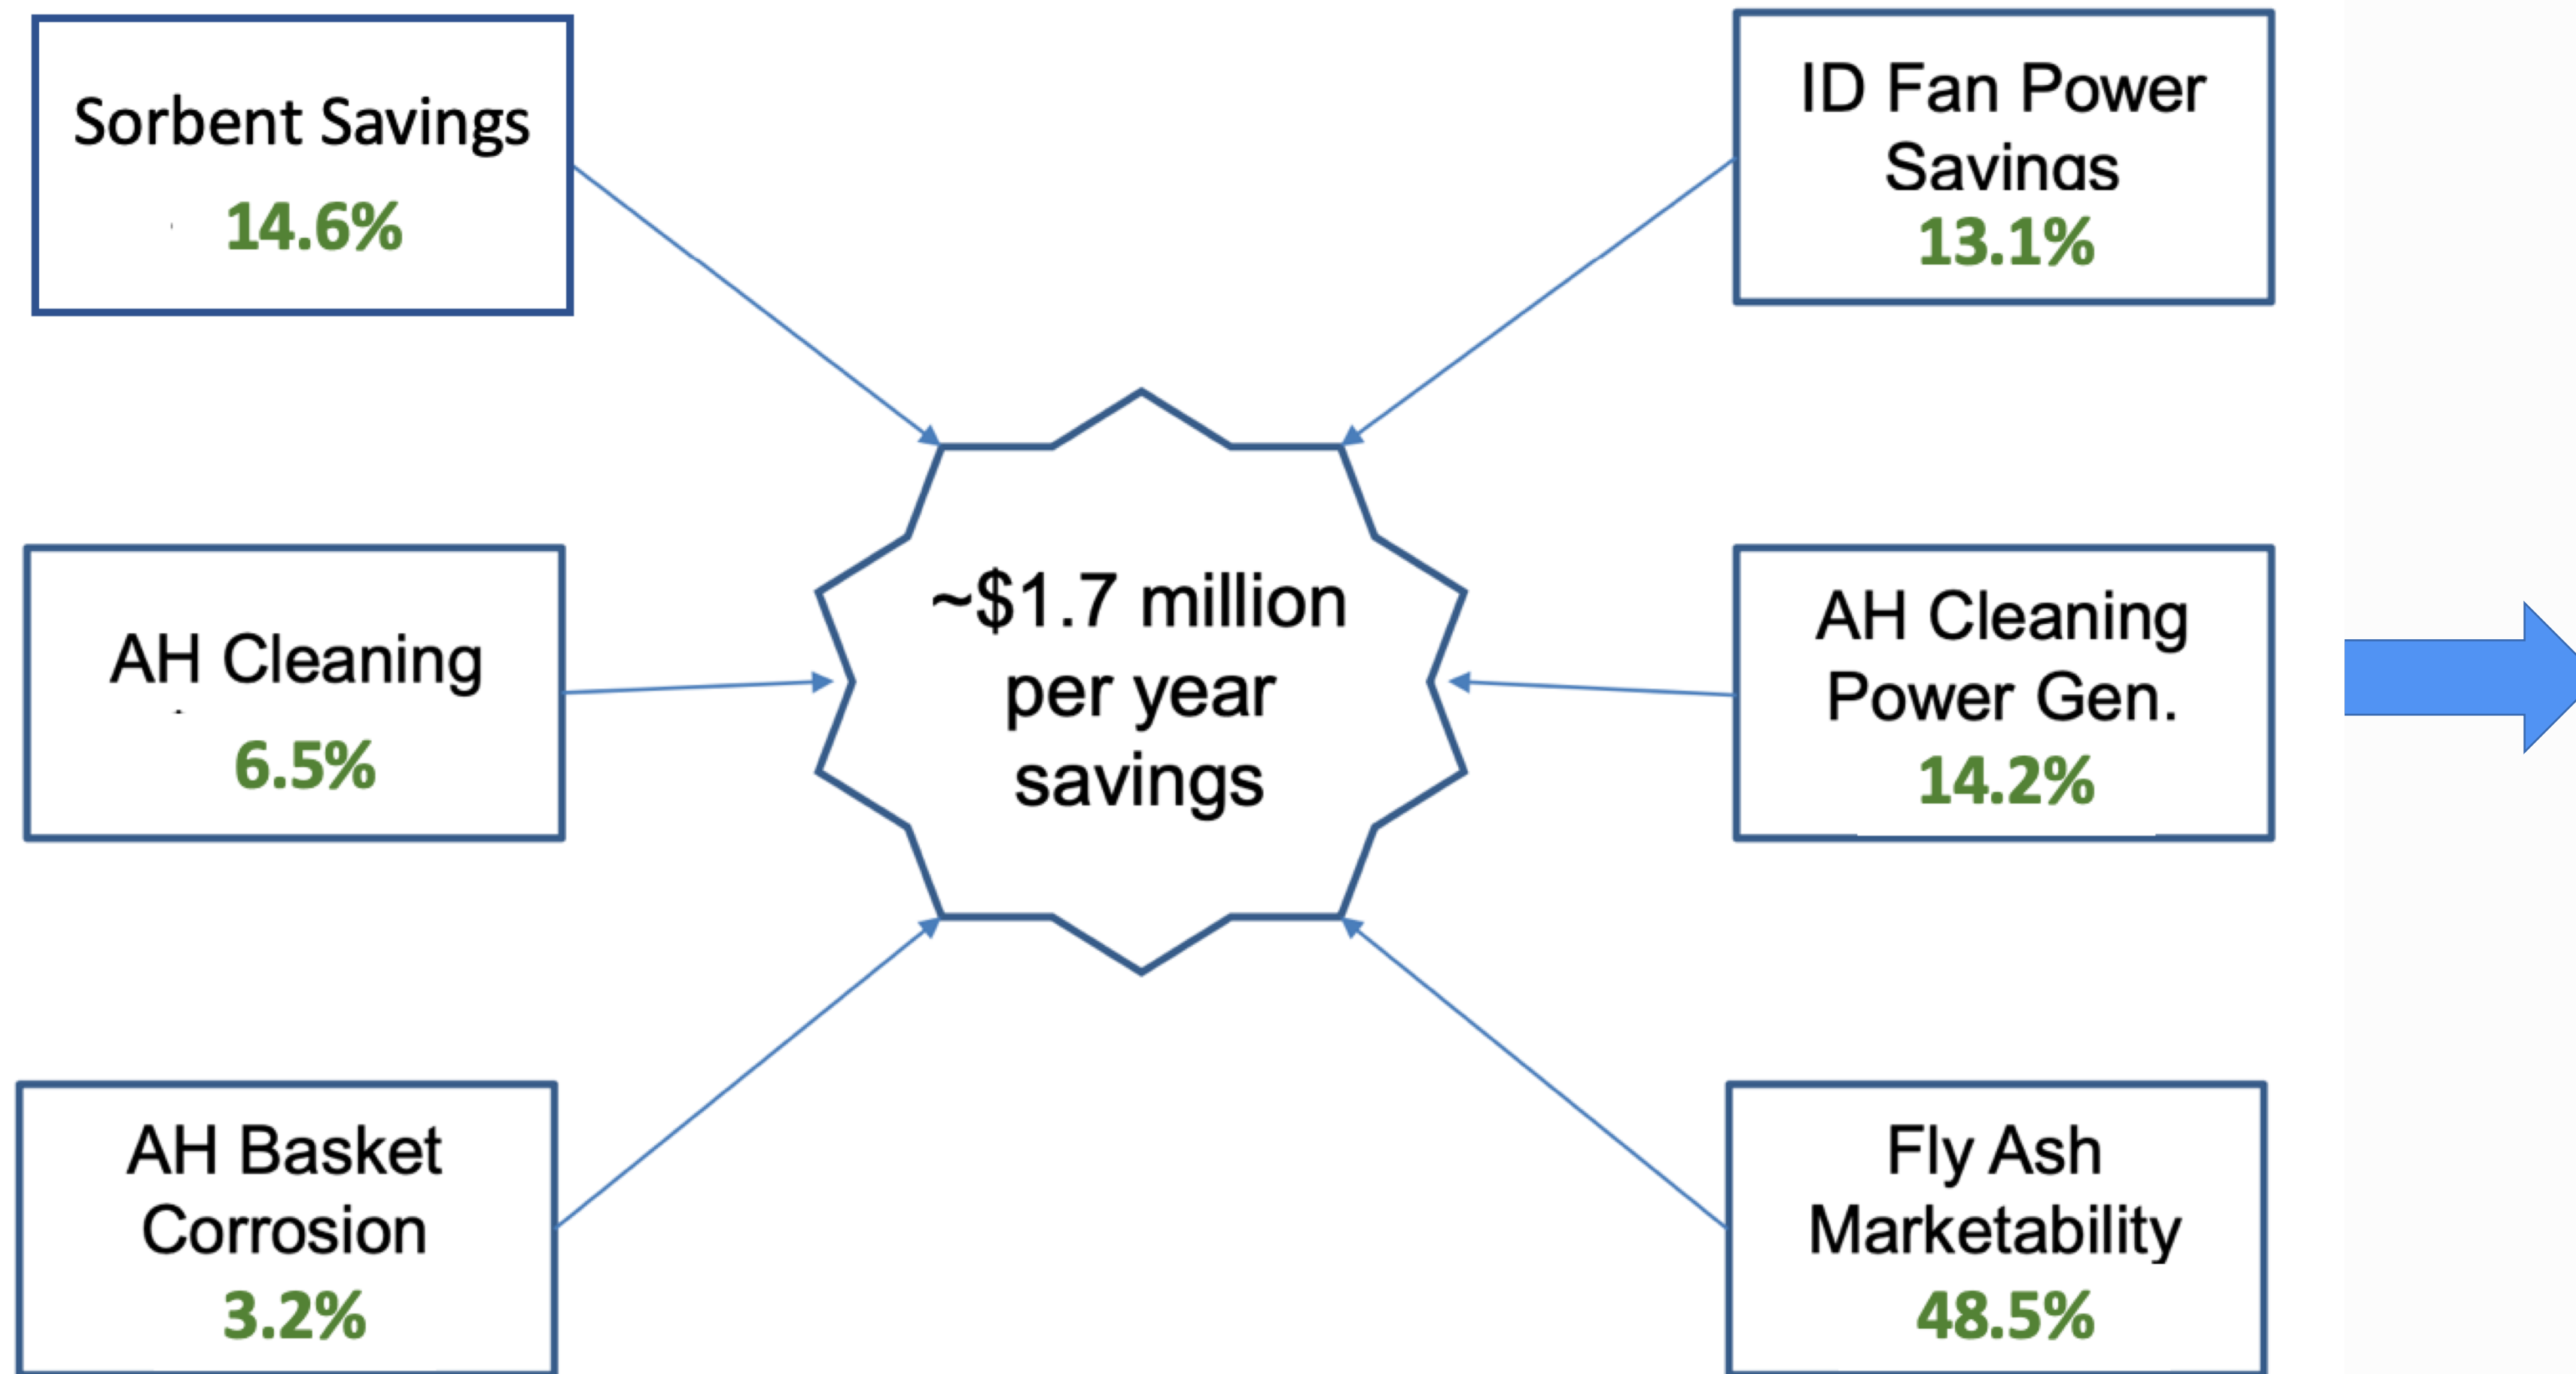 Sorbent Savings
14.6%
ID Fan Power
Savings
13.1%
AH Cleaning
6.5%
~$1.7 million
per year
savings
AH Cleaning
Power Gen.
14.2%
AH Basket
Corrosion
3.2%
Fly Ash
Marketability
48.5%